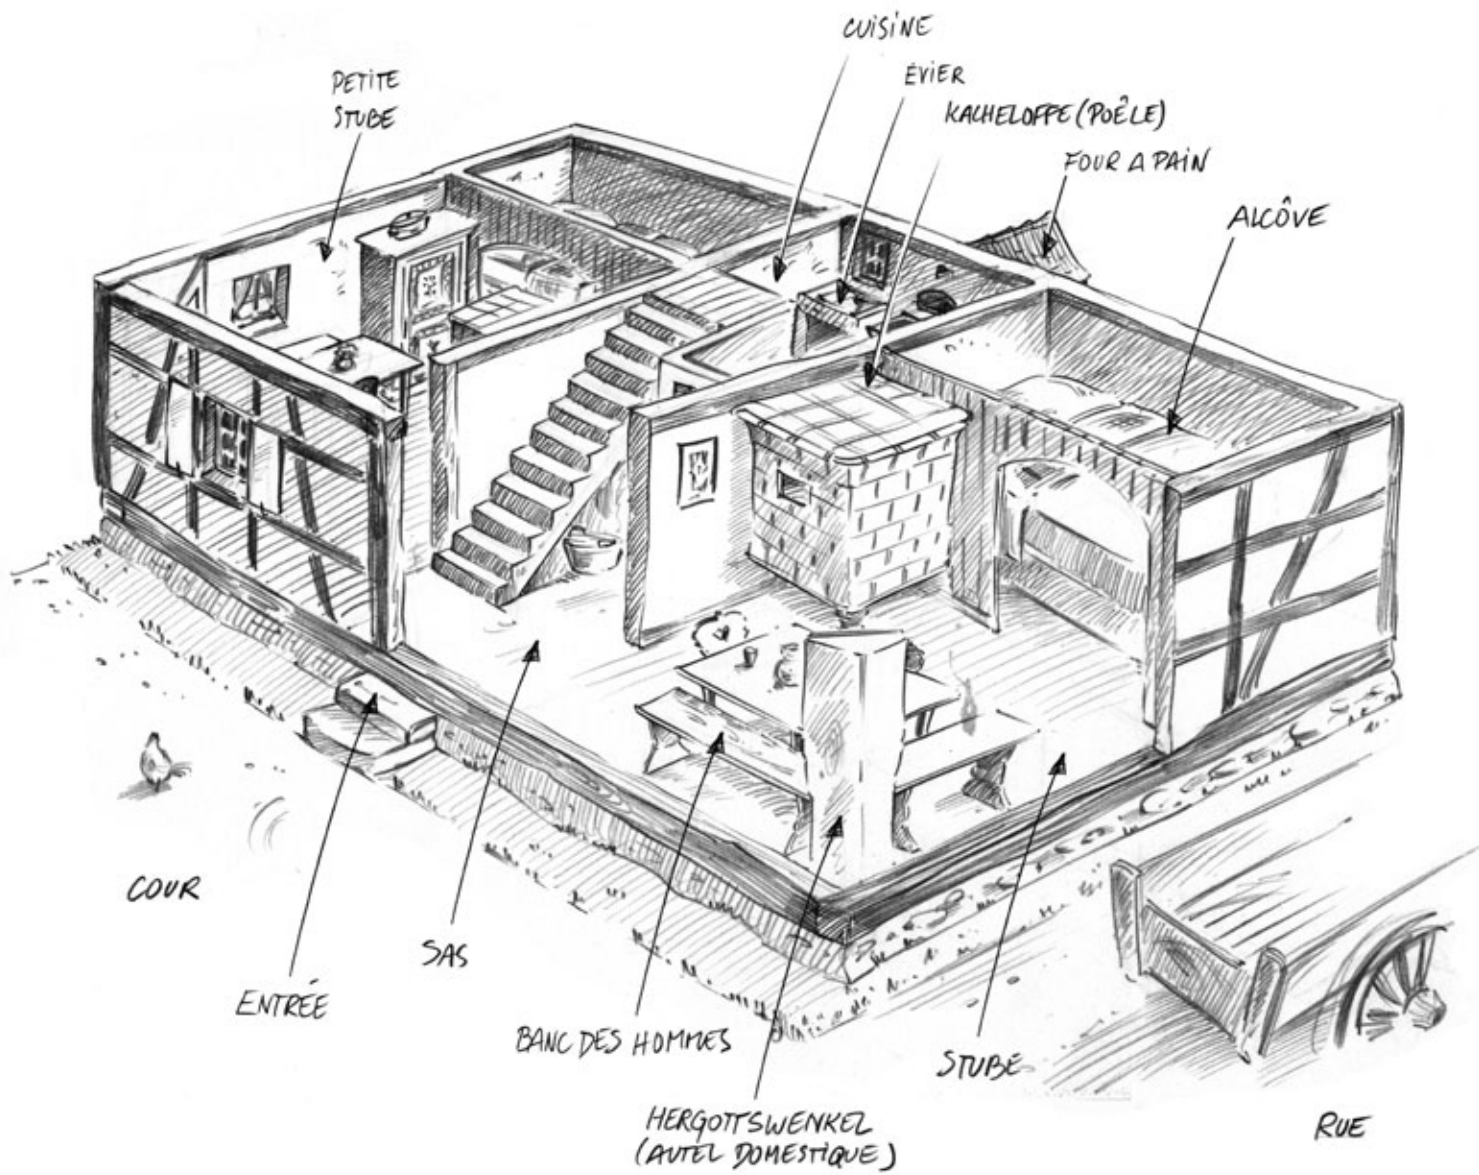 CUISINE
ÉVIER
PETITE
STUBE
KACHELOFFE (POÊLE)
FOUR A PAIN
ALCÔVE
COUR
SAS
ENTRÉE
BANC DES HOMMES
STUBE
HERGOTTSWENKEL
(AUTEL DOMESTIQUE)
RUE